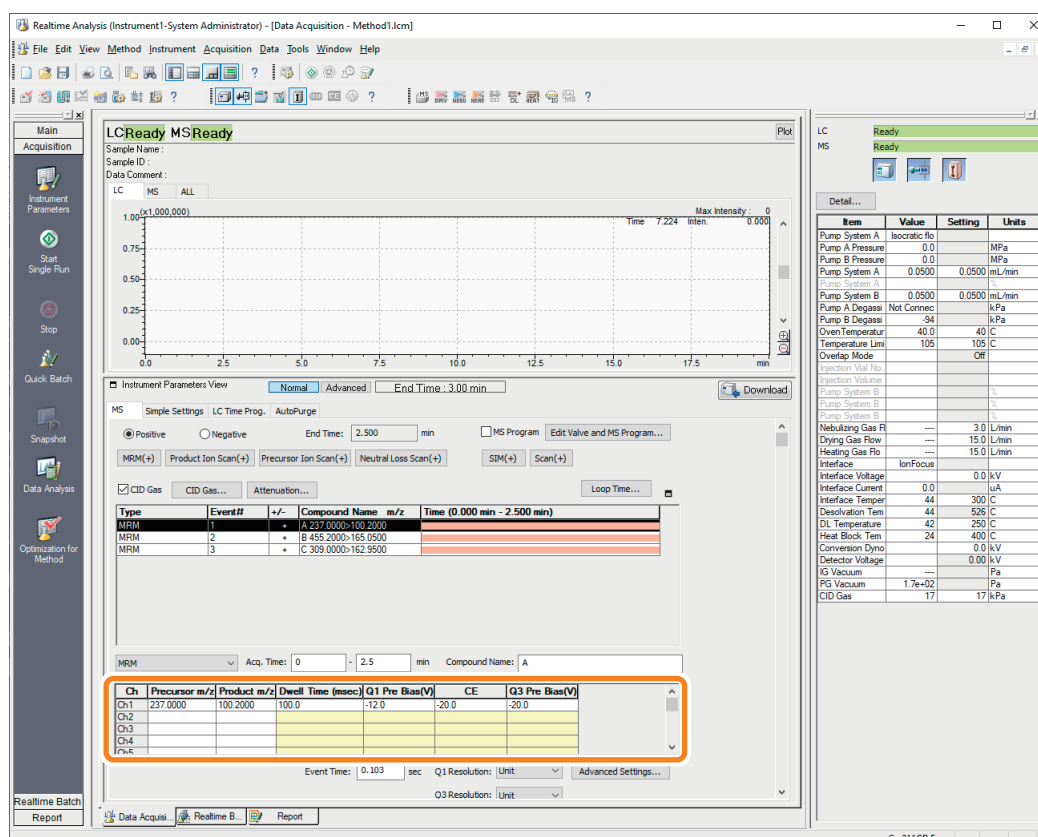 Realtime Analysis (Instrument1-System Administrator) - [Data Acquisition - Method1.lcm]
File Edit View Method Instrument Acquisition Data Tools Window Help
Main
Acquisition
Instrument
Parameters
Start
Single Run
Stop
Quick Batch
Snapshot
Data Analysis
Optimization for
Method
Realtime Batch
Report
LC Ready MS Ready
Plot
Sample Name :
Sample ID :
Data Comment :
LC MS ALL
(x1,000,000)
Max Intensity : 0
Time 7.224 Inten. 0.000
1.00
0.75
0.50
0.25
0.00
0.0 2.5 5.0 7.5 10.0 12.5 15.0 17.5 min
Instrument Parameters View Normal Advanced End Time : 3.00 min Download
MS Simple Settings LC Time Prog. AutoPurge
Positive Negative End Time: 2.500 min MS Program Edit Valve and MS Program...
MRM(+) Product Ion Scan(+) Precursor Ion Scan(+) Neutral Loss Scan(+) SIM(+) Scan(+)
CID Gas CID Gas... Attenuation... Loop Time...
Type Event# +/- Compound Name m/z Time (0.000 min - 2.500 min)
MRM 1 + A 237.0000>100.2000
MRM 2 + B 455.2000>165.0500
MRM 3 + C 309.0000>162.9500
MRM Acq. Time: 0 - 2.5 min Compound Name: A
Ch Precursor m/z Product m/z Dwell Time (msec) Q1 Pre Bias(V) CE Q3 Pre Bias(V)
Ch1 237.0000 100.2000 100.0 -12.0 -20.0 -20.0
Ch2
Ch3
Ch4
Ch5
Event Time: 0.103 sec Q1 Resolution: Unit Advanced Settings...
Q3 Resolution: Unit
Data Acquisi... Realtime B... Report
LC Ready
MS Ready
Detail...
Item Value Setting Units
Pump System A Isocratic flo
Pump A Pressure 0.0 MPa
Pump B Pressure 0.0 MPa
Pump System A 0.0500 0.0500 mL/min
Pump System A %
Pump System B 0.0500 0.0500 mL/min
Pump A Degassi Not Connec kPa
Pump B Degassi -94 kPa
Oven Temperatur 40.0 40 C
Temperature Limi 105 105 C
Overlap Mode Off
Injection Vial No.
Injection Volume
Pump System B %
Pump System B %
Pump System B %
Nebulizing Gas Fl --- 3.0 L/min
Drying Gas Flow --- 15.0 L/min
Heating Gas Flo --- 15.0 L/min
Interface IonFocus
Interface Voltage 0.0 kV
Interface Current 0.0 uA
Interface Temper 44 300 C
Desolvation Tem 44 526 C
DL Temperature 42 250 C
Heat Block Tem 24 400 C
Conversion Dyno 0.0 kV
Detector Voltage 0.00 kV
IG Vacuum --- Pa
PG Vacuum 1.7e+02 Pa
CID Gas 17 17 kPa